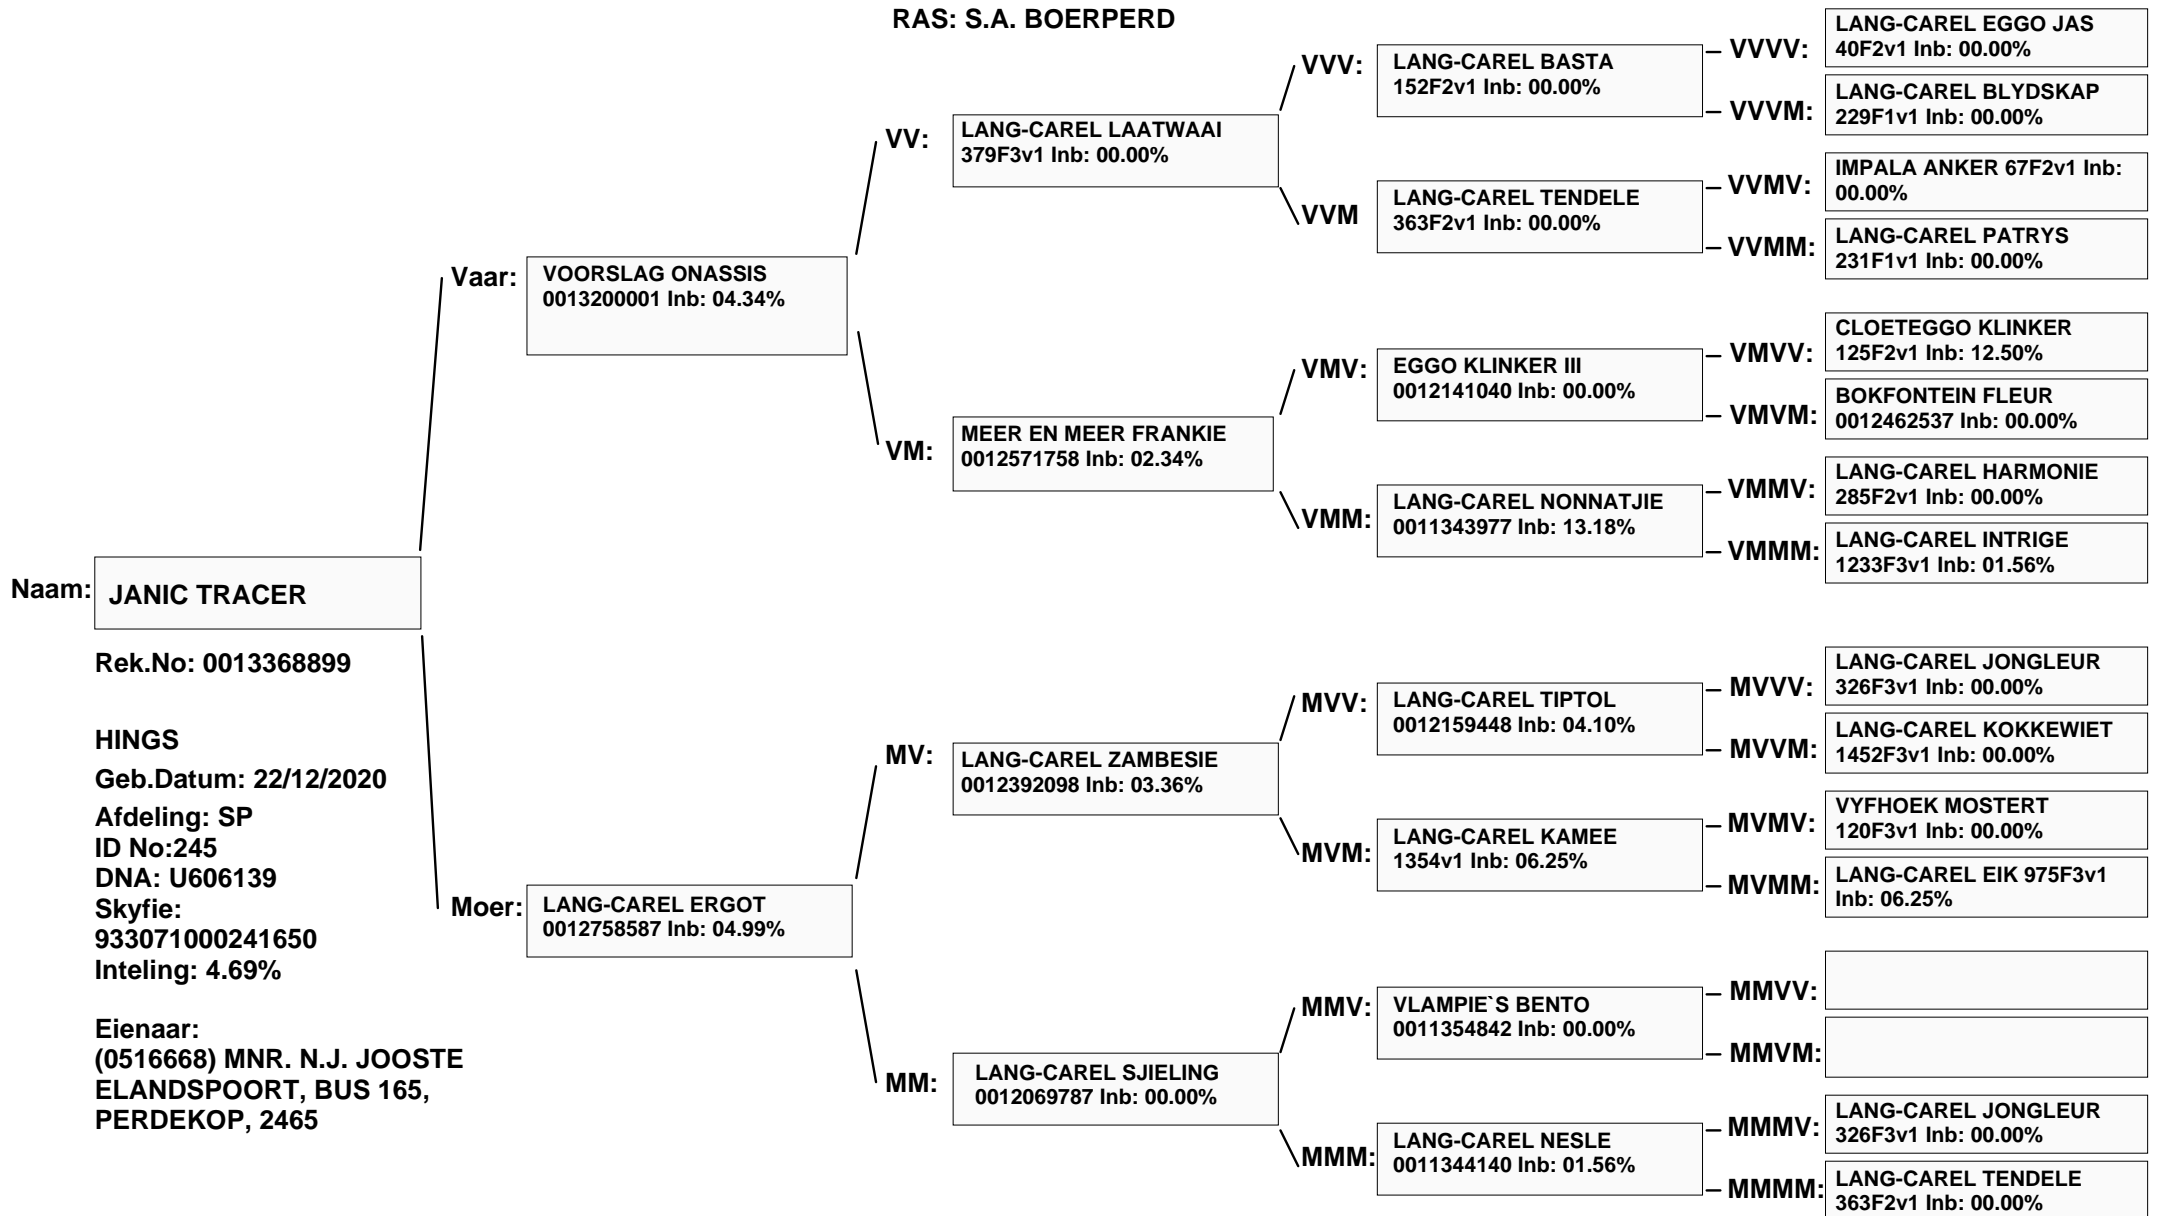 RAS: S.A. BOERPERD
Naam:
JANIC TRACER
Rek.No: 0013368899
HINGS
Geb.Datum: 22/12/2020
Afdeling: SP
ID No:245
DNA: U606139
Skyfie:
933071000241650
Inteling: 4.69%
Eienaar:
(0516668) MNR. N.J. JOOSTE
ELANDSPOORT, BUS 165,
PERDEKOP, 2465
Vaar:
VOORSLAG ONASSIS
0013200001 Inb: 04.34%
Moer:
LANG-CAREL ERGOT
0012758587 Inb: 04.99%
VV:
LANG-CAREL LAATWAAI
379F3v1 Inb: 00.00%
VM:
MEER EN MEER FRANKIE
0012571758 Inb: 02.34%
MV:
LANG-CAREL ZAMBESIE
0012392098 Inb: 03.36%
MM:
LANG-CAREL SJIELING
0012069787 Inb: 00.00%
VVV:
LANG-CAREL BASTA
152F2v1 Inb: 00.00%
VVM
LANG-CAREL TENDELE
363F2v1 Inb: 00.00%
VMV:
EGGO KLINKER III
0012141040 Inb: 00.00%
VMM:
LANG-CAREL NONNATJIE
0011343977 Inb: 13.18%
MVV:
LANG-CAREL TIPTOL
0012159448 Inb: 04.10%
MVM:
LANG-CAREL KAMEE
1354v1 Inb: 06.25%
MMV:
VLAMPIE`S BENTO
0011354842 Inb: 00.00%
MMM:
LANG-CAREL NESLE
0011344140 Inb: 01.56%
VVVV:
LANG-CAREL EGGO JAS
40F2v1 Inb: 00.00%
VVVM:
LANG-CAREL BLYDSKAP
229F1v1 Inb: 00.00%
VVMV:
IMPALA ANKER 67F2v1 Inb:
00.00%
VVMM:
LANG-CAREL PATRYS
231F1v1 Inb: 00.00%
VMVV:
CLOETEGGO KLINKER
125F2v1 Inb: 12.50%
VMVM:
BOKFONTEIN FLEUR
0012462537 Inb: 00.00%
VMMV:
LANG-CAREL HARMONIE
285F2v1 Inb: 00.00%
VMMM:
LANG-CAREL INTRIGE
1233F3v1 Inb: 01.56%
MVVV:
LANG-CAREL JONGLEUR
326F3v1 Inb: 00.00%
MVVM:
LANG-CAREL KOKKEWIET
1452F3v1 Inb: 00.00%
MVMV:
VYFHOEK MOSTERT
120F3v1 Inb: 00.00%
MVMM:
LANG-CAREL EIK 975F3v1
Inb: 06.25%
MMVV:
MMVM:
MMMV:
LANG-CAREL JONGLEUR
326F3v1 Inb: 00.00%
MMMM:
LANG-CAREL TENDELE
363F2v1 Inb: 00.00%